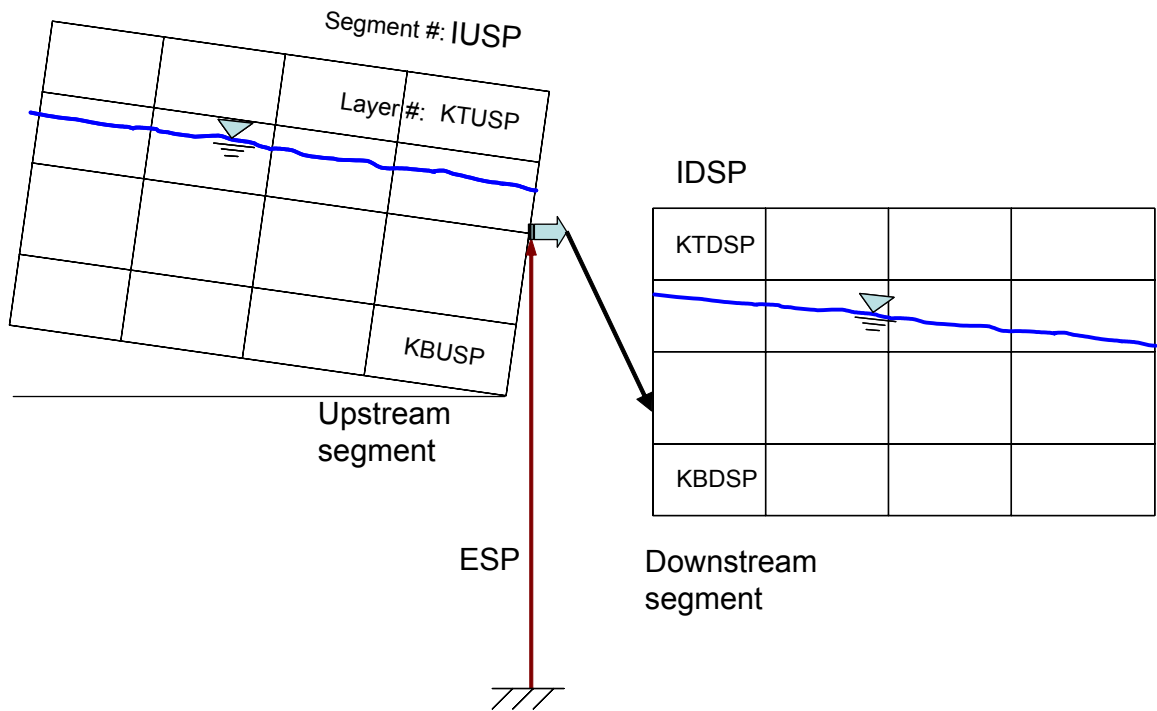 Segment #: IUSP
Layer #: KTUSP
KBUSP
Upstream
segment
ESP
IDSP
KTDSP
KBDSP
Downstream
segment